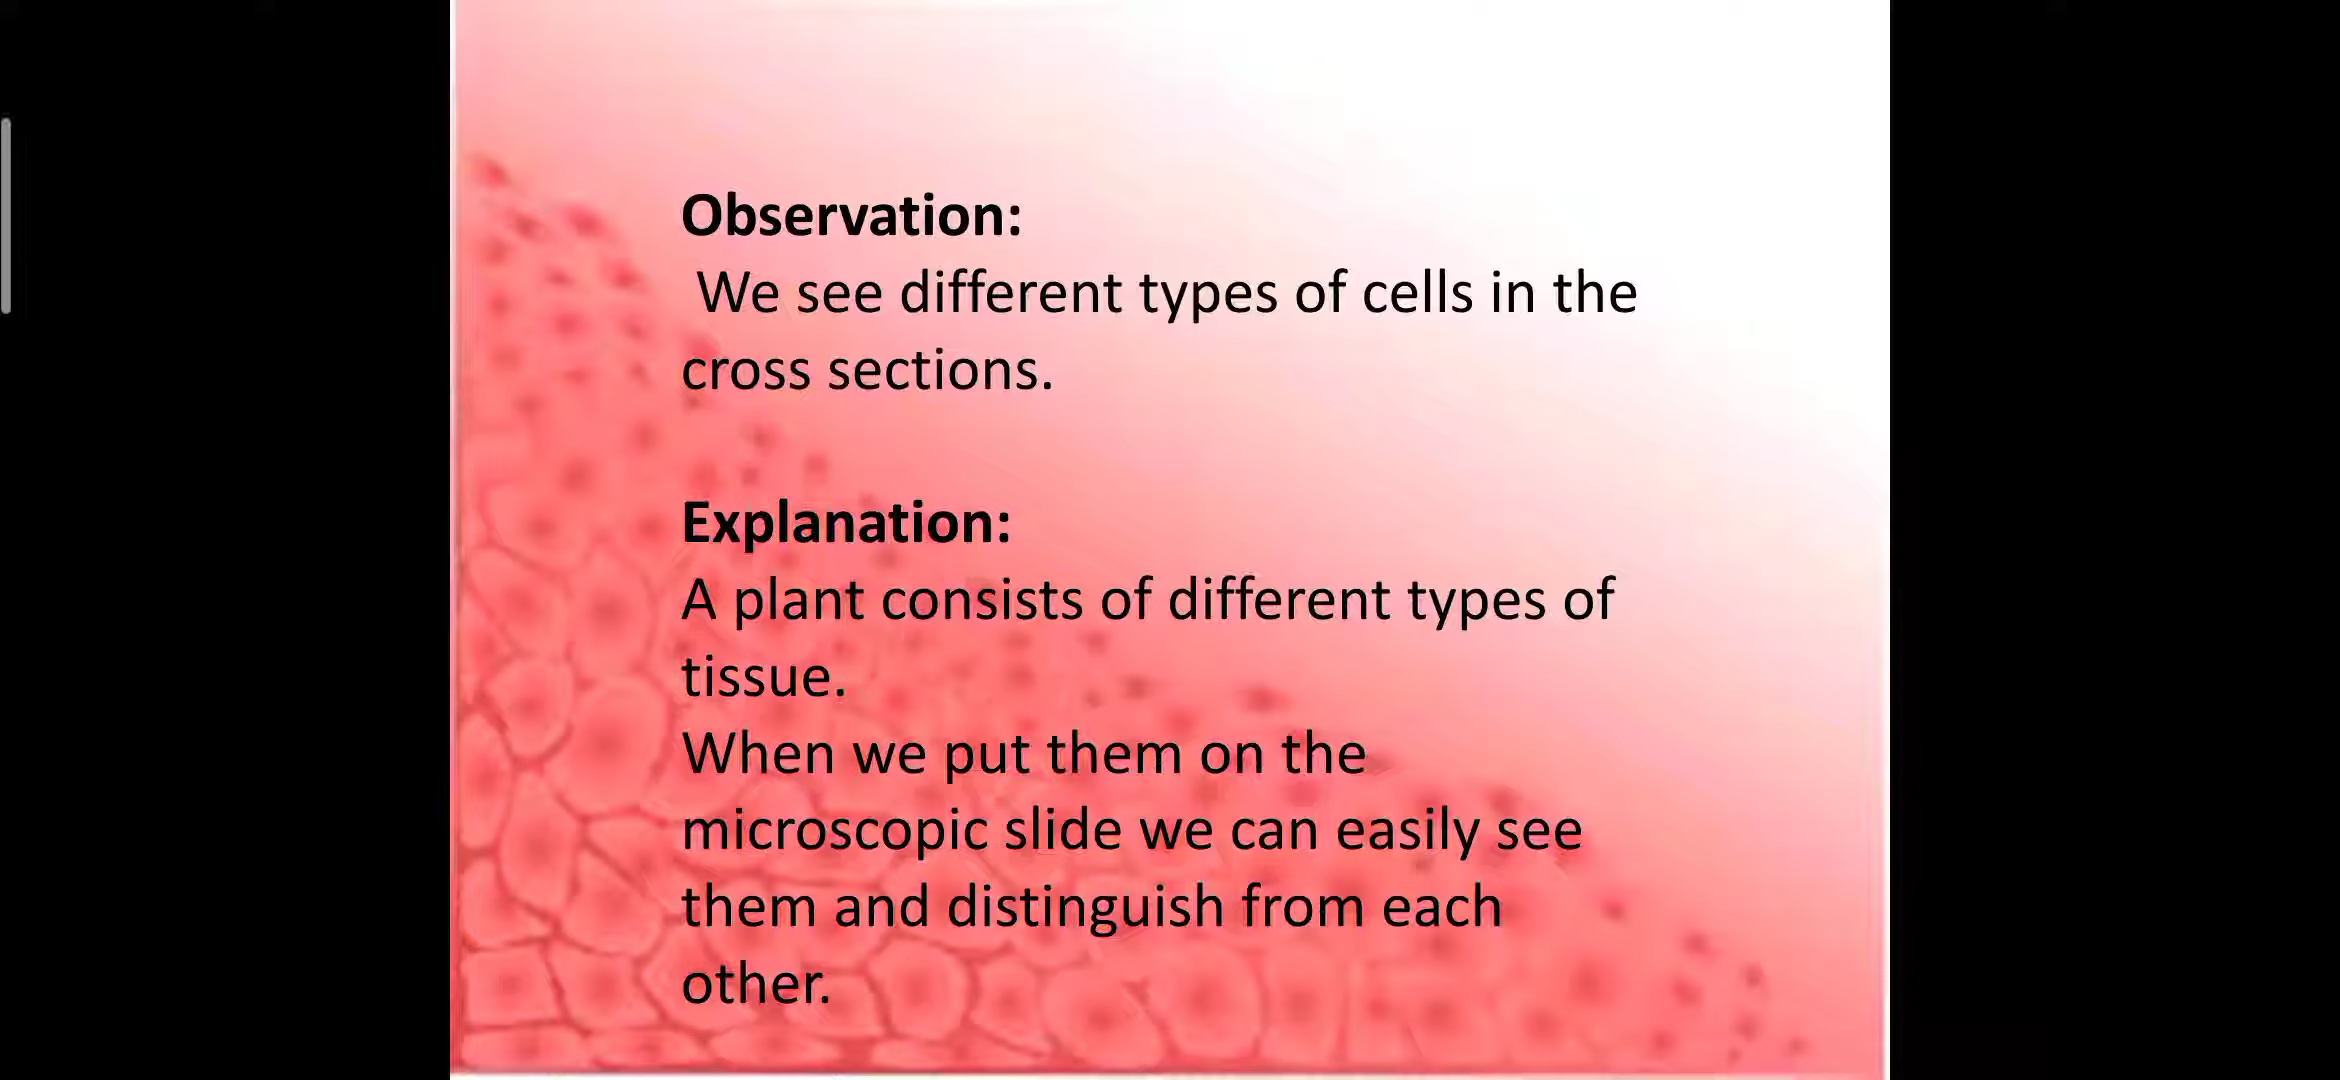 Observation:
We see different types of cells in the
cross sections.
Explanation:
A plant consists of different types of
tissue.
When we put them on the
microscopic slide we can easily see
them and distinguish from each
other.